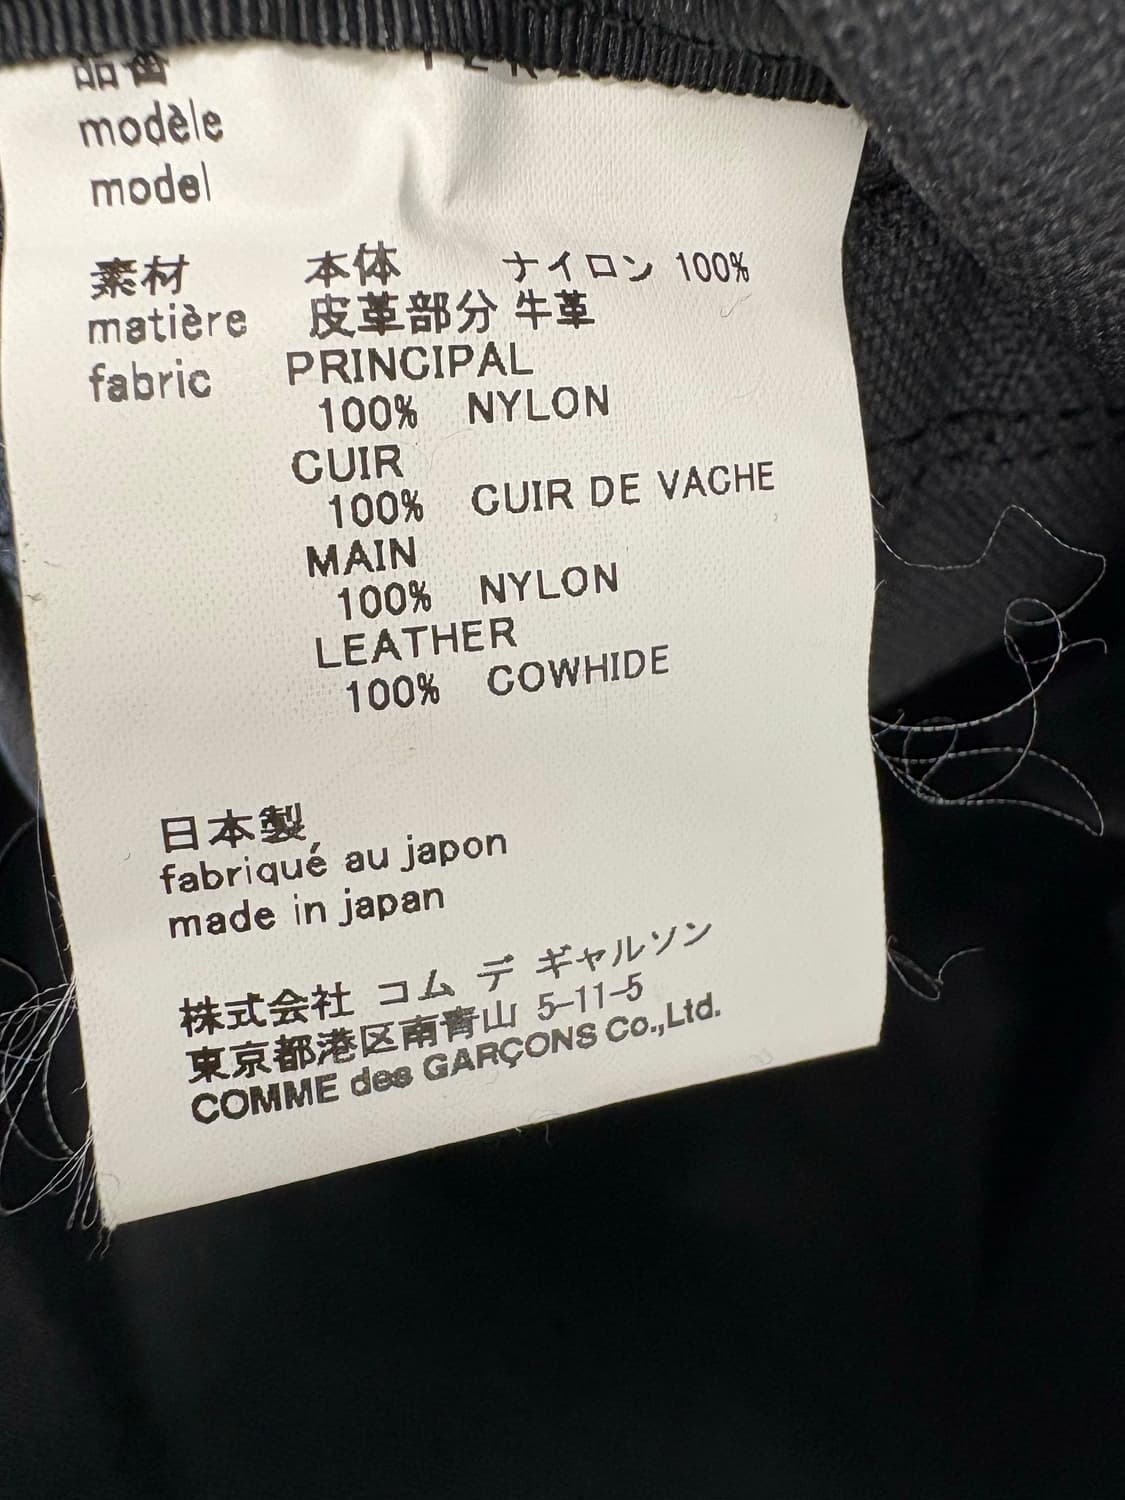 品番
modèle
model
素材 本体 ナイロン 100%
matière 皮革部分 牛革
fabric PRINCIPAL
100% NYLON
CUIR
100% CUIR DE VACHE
MAIN
100% NYLON
LEATHER
100% COWHIDE
日本製
fabriqué au japon
made in japan
株式会社 コム デ ギャルソン
東京都港区南青山 5-11-5
COMME des GARÇONS Co.,Ltd.